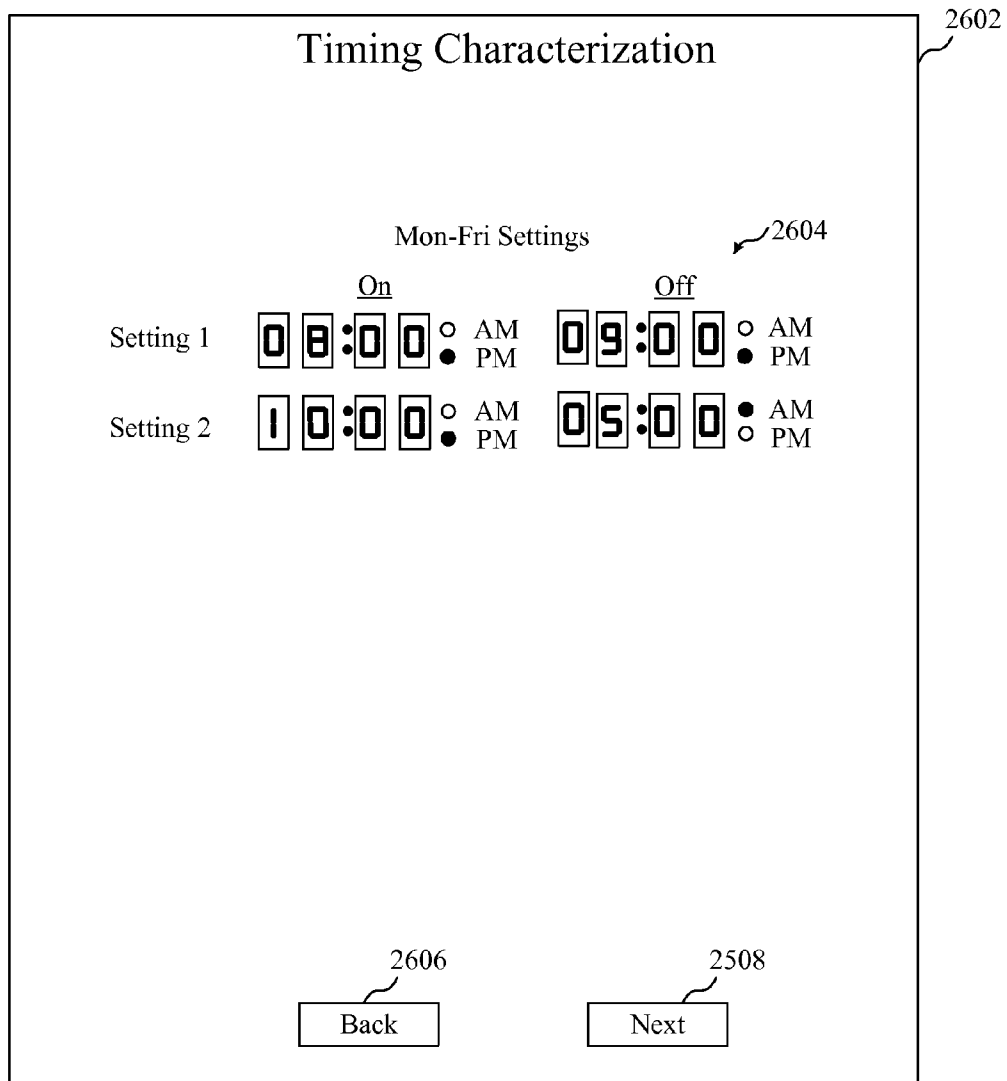 2602
Timing Characterization
Mon-Fri Settings
2604
On Off
Setting 1 08:00 AM 09:00 AM
PM PM
Setting 2 10:00 AM 05:00 AM
PM PM
2606 2508
Back Next